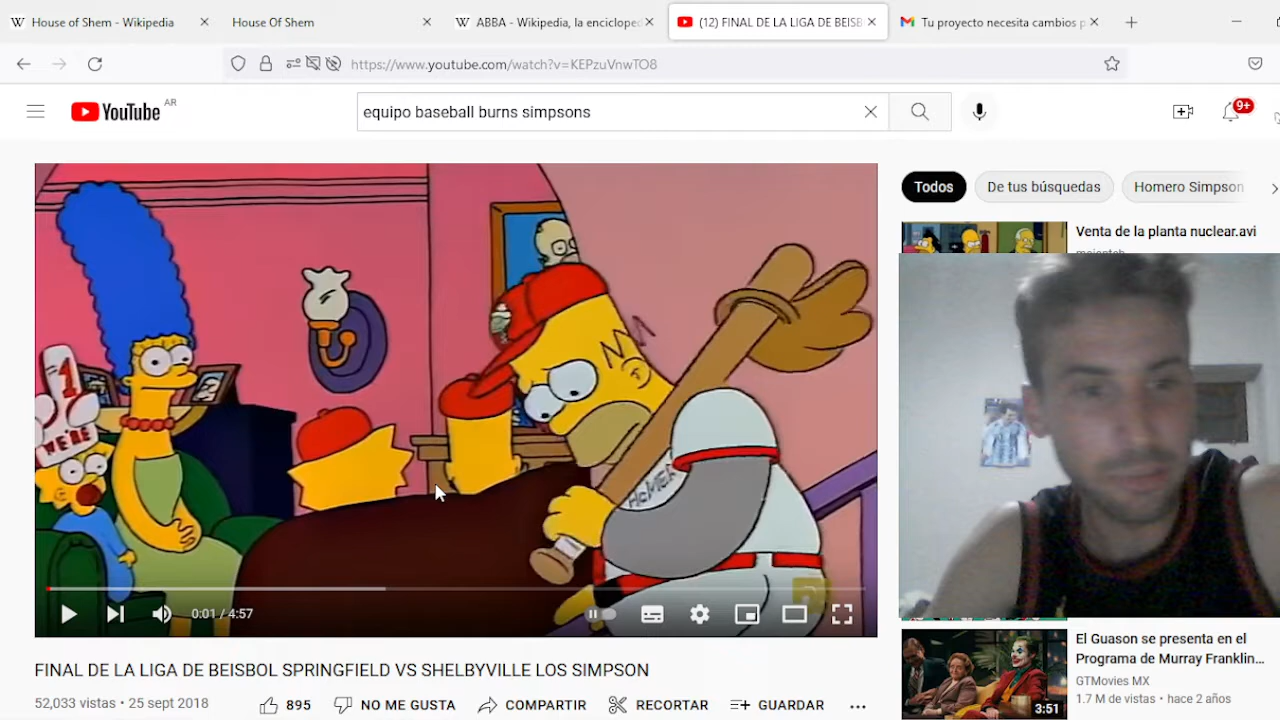 House of Shem - Wikipedia
House Of Shem
ABBA - Wikipedia, la encicloped
(12) FINAL DE LA LIGA DE BEISB
Tu proyecto necesita cambios p
https://www.youtube.com/watch?v=KEPzuVnwTO8
YouTube AR
equipo baseball burns simpsons
9+
Todos
De tus búsquedas
Homero Simpson
Venta de la planta nuclear.avi
#1
HERE
HOMER
0:01 / 4:57
FINAL DE LA LIGA DE BEISBOL SPRINGFIELD VS SHELBYVILLE LOS SIMPSON
52,033 vistas • 25 sept 2018
895
NO ME GUSTA
COMPARTIR
RECORTAR
GUARDAR
El Guason se presenta en el
Programa de Murray Franklin...
GTMovies MX
1.7 M de vistas • hace 2 años
3:51